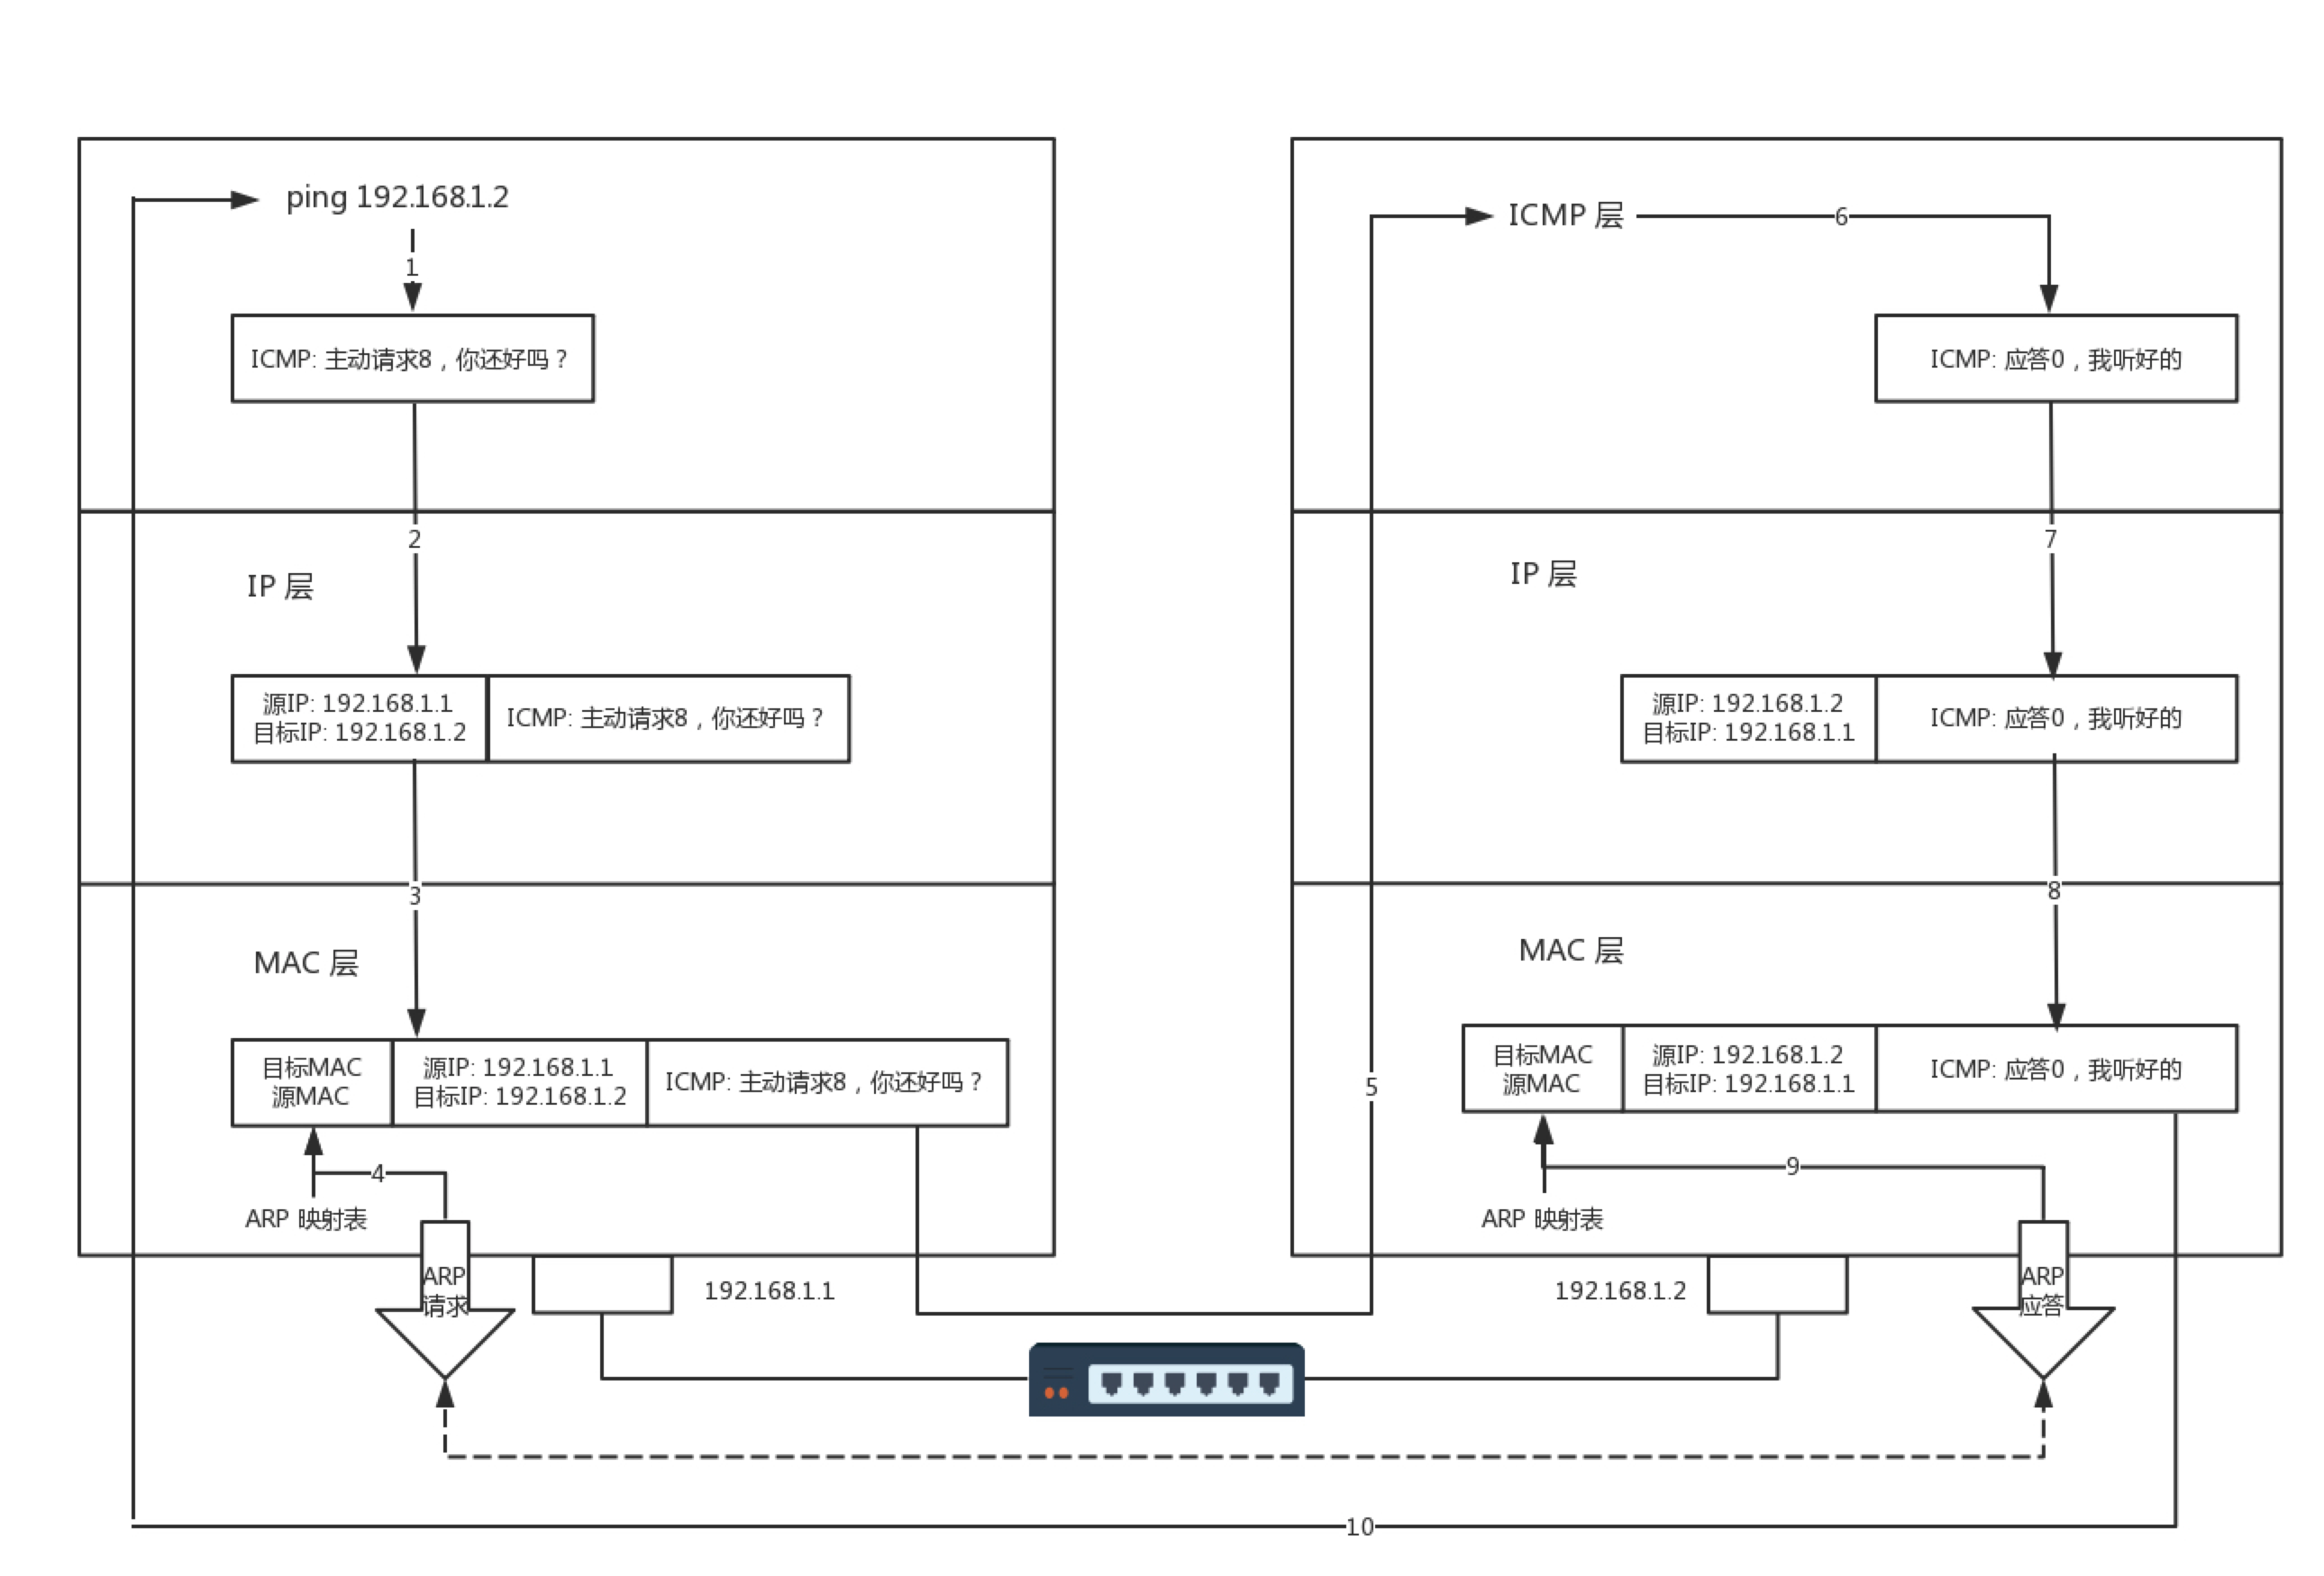 ping 192.168.1.2
1
ICMP: 主动请求8，你还好吗？
2
IP 层
源IP: 192.168.1.1
目标IP: 192.168.1.2
ICMP: 主动请求8，你还好吗？
3
MAC 层
目标MAC
源MAC
源IP: 192.168.1.1
目标IP: 192.168.1.2
ICMP: 主动请求8，你还好吗？
4
ARP 映射表
ARP
请求
192.168.1.1
5
ICMP 层
6
ICMP: 应答0，我听好的
7
IP 层
源IP: 192.168.1.2
目标IP: 192.168.1.1
ICMP: 应答0，我听好的
8
MAC 层
目标MAC
源MAC
源IP: 192.168.1.2
目标IP: 192.168.1.1
ICMP: 应答0，我听好的
9
ARP 映射表
192.168.1.2
ARP
应答
10